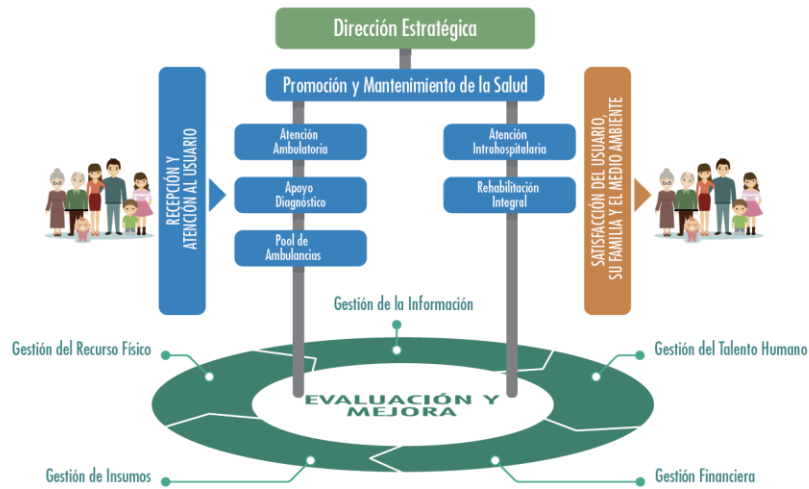 Dirección Estratégica
Promoción y Mantenimiento de la Salud
RECEPCIÓN Y
ATENCIÓN AL USUARIO
Atención
Ambulatoria
Apoyo
Diagnóstico
Pool de
Ambulancias
Atención
Intrahospitalaria
Rehabilitación
Integral
SATISFACCIÓN DEL USUARIO,
SU FAMILIA Y EL MEDIO AMBIENTE
Gestión de la Información
Gestión del Recurso Físico
Gestión del Talento Humano
EVALUACIÓN Y
MEJORA
Gestión de Insumos
Gestión Financiera